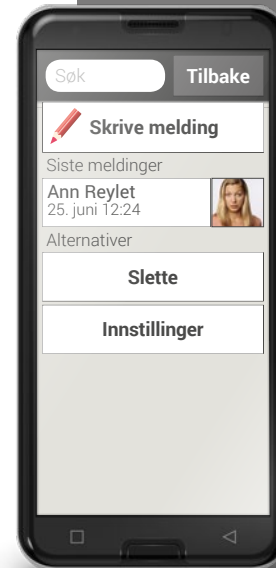 Søk
Tilbake
Skrive melding
Siste meldinger
Ann Reylet
25. juni 12:24
Alternativer
Slette
Innstillinger